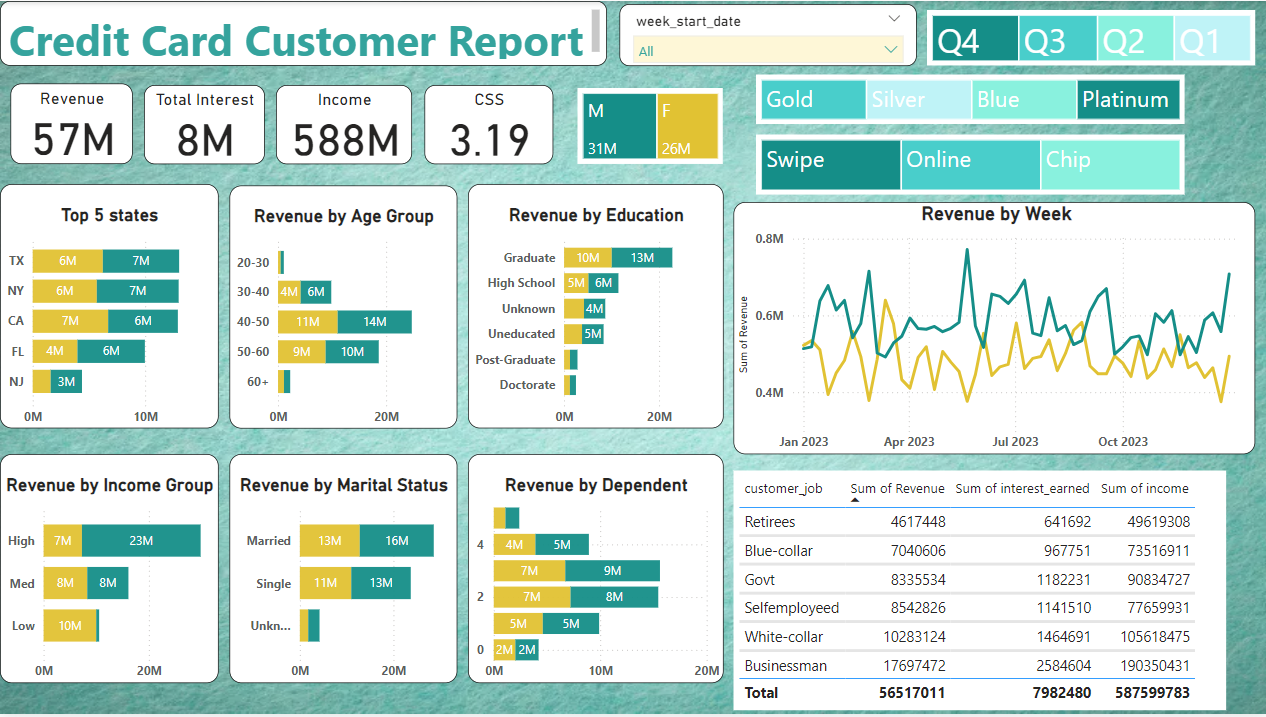 Credit Card Customer Report
week_start_date
All
Q4 Q3 Q2 Q1
Revenue
57M
Total Interest
8M
Income
588M
CSS
3.19
M F
31M 26M
Gold Silver Blue Platinum
Swipe Online Chip
Top 5 states
TX 6M 7M
NY 6M 7M
CA 7M 6M
FL 4M 6M
NJ 3M
0M 10M
Revenue by Age Group
20-30
30-40 4M 6M
40-50 11M 14M
50-60 9M 10M
60+
0M 20M
Revenue by Education
Graduate 10M 13M
High School 5M 6M
Unknown 4M
Uneducated 5M
Post-Graduate
Doctorate
0M 20M
Revenue by Week
Sum of Revenue
0.8M
0.6M
0.4M
Jan 2023 Apr 2023 Jul 2023 Oct 2023
Revenue by Income Group
High 7M 23M
Med 8M 8M
Low 10M
0M 20M
Revenue by Marital Status
Married 13M 16M
Single 11M 13M
Unkn...
0M 20M
Revenue by Dependent
4 4M 5M
7M 9M
2 7M 8M
5M 5M
0 2M 2M
0M 10M 20M
customer_job Sum of Revenue Sum of interest_earned Sum of income
Retirees 4617448 641692 49619308
Blue-collar 7040606 967751 73516911
Govt 8335534 1182231 90834727
Selfemployeed 8542826 1141510 77659931
White-collar 10283124 1464691 105618475
Businessman 17697472 2584604 190350431
Total 56517011 7982480 587599783